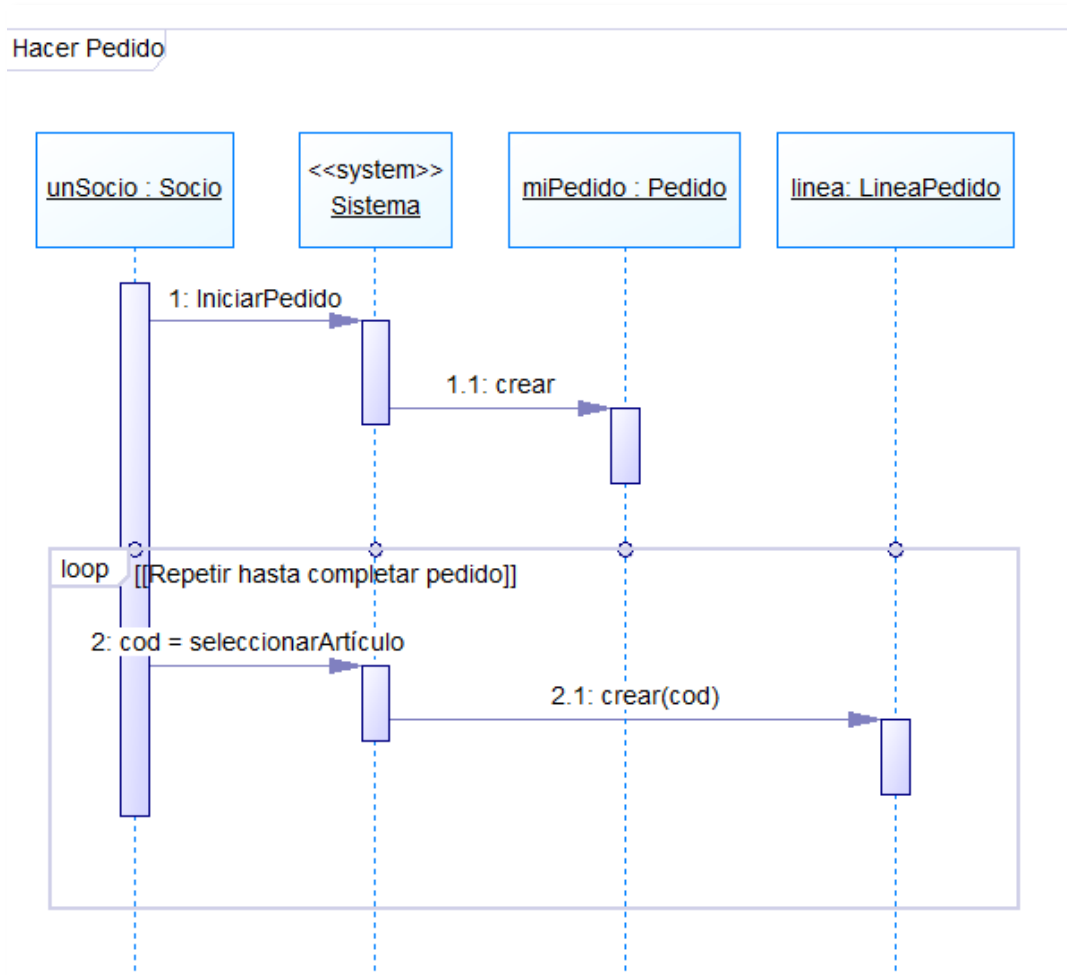 Hacer Pedido
unSocio : Socio
<<system>>
Sistema
miPedido : Pedido
linea: LineaPedido
1: IniciarPedido
1.1: crear
loop
[[Repetir hasta completar pedido]]
2: cod = seleccionarArtículo
2.1: crear(cod)